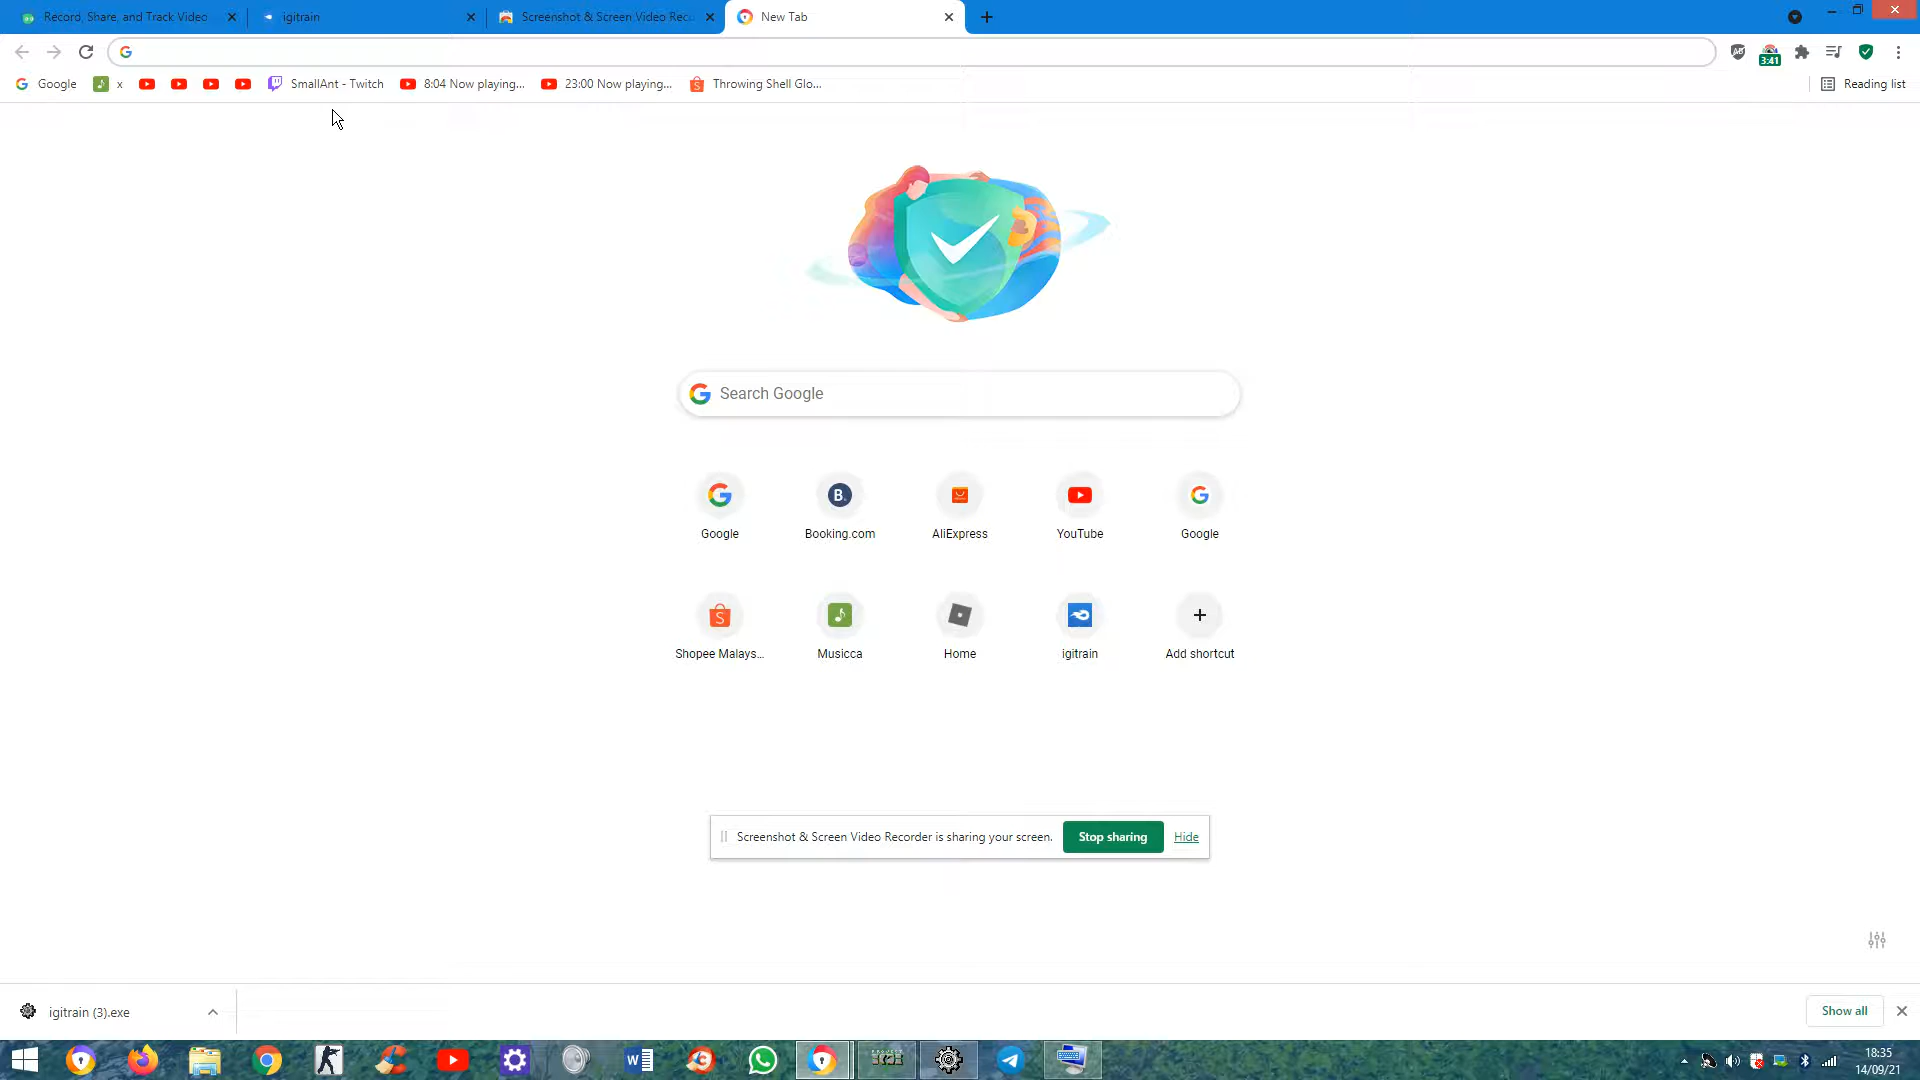 Record, Share, and Track Video
igitrain
Screenshot & Screen Video Rec
New Tab
3:41
Google
x
SmallAnt - Twitch
8:04 Now playing...
23:00 Now playing...
Throwing Shell Glo...
Reading list
Search Google
Google
Booking.com
AliExpress
YouTube
Google
Shopee Malays...
Musicca
Home
igitrain
Add shortcut
Screenshot & Screen Video Recorder is sharing your screen.
Stop sharing
Hide
igitrain (3).exe
Show all
18:35
14/09/21